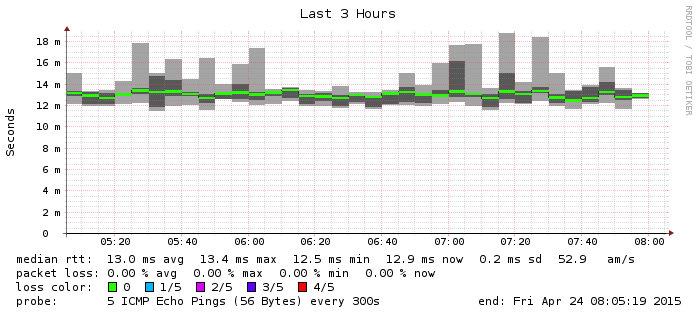 Last 3 Hours
RRDTOOL / TOBI OETIKER
Seconds
18 m
16 m
14 m
12 m
10 m
8 m
6 m
4 m
2 m
0
05:20 05:40 06:00 06:20 06:40 07:00 07:20 07:40 08:00
median rtt: 13.0 ms avg 13.4 ms max 12.5 ms min 12.9 ms now 0.2 ms sd 52.9 am/s
packet loss: 0.00 % avg 0.00 % max 0.00 % min 0.00 % now
loss color: 0 1/5 2/5 3/5 4/5
probe: 5 ICMP Echo Pings (56 Bytes) every 300s end: Fri Apr 24 08:05:19 2015